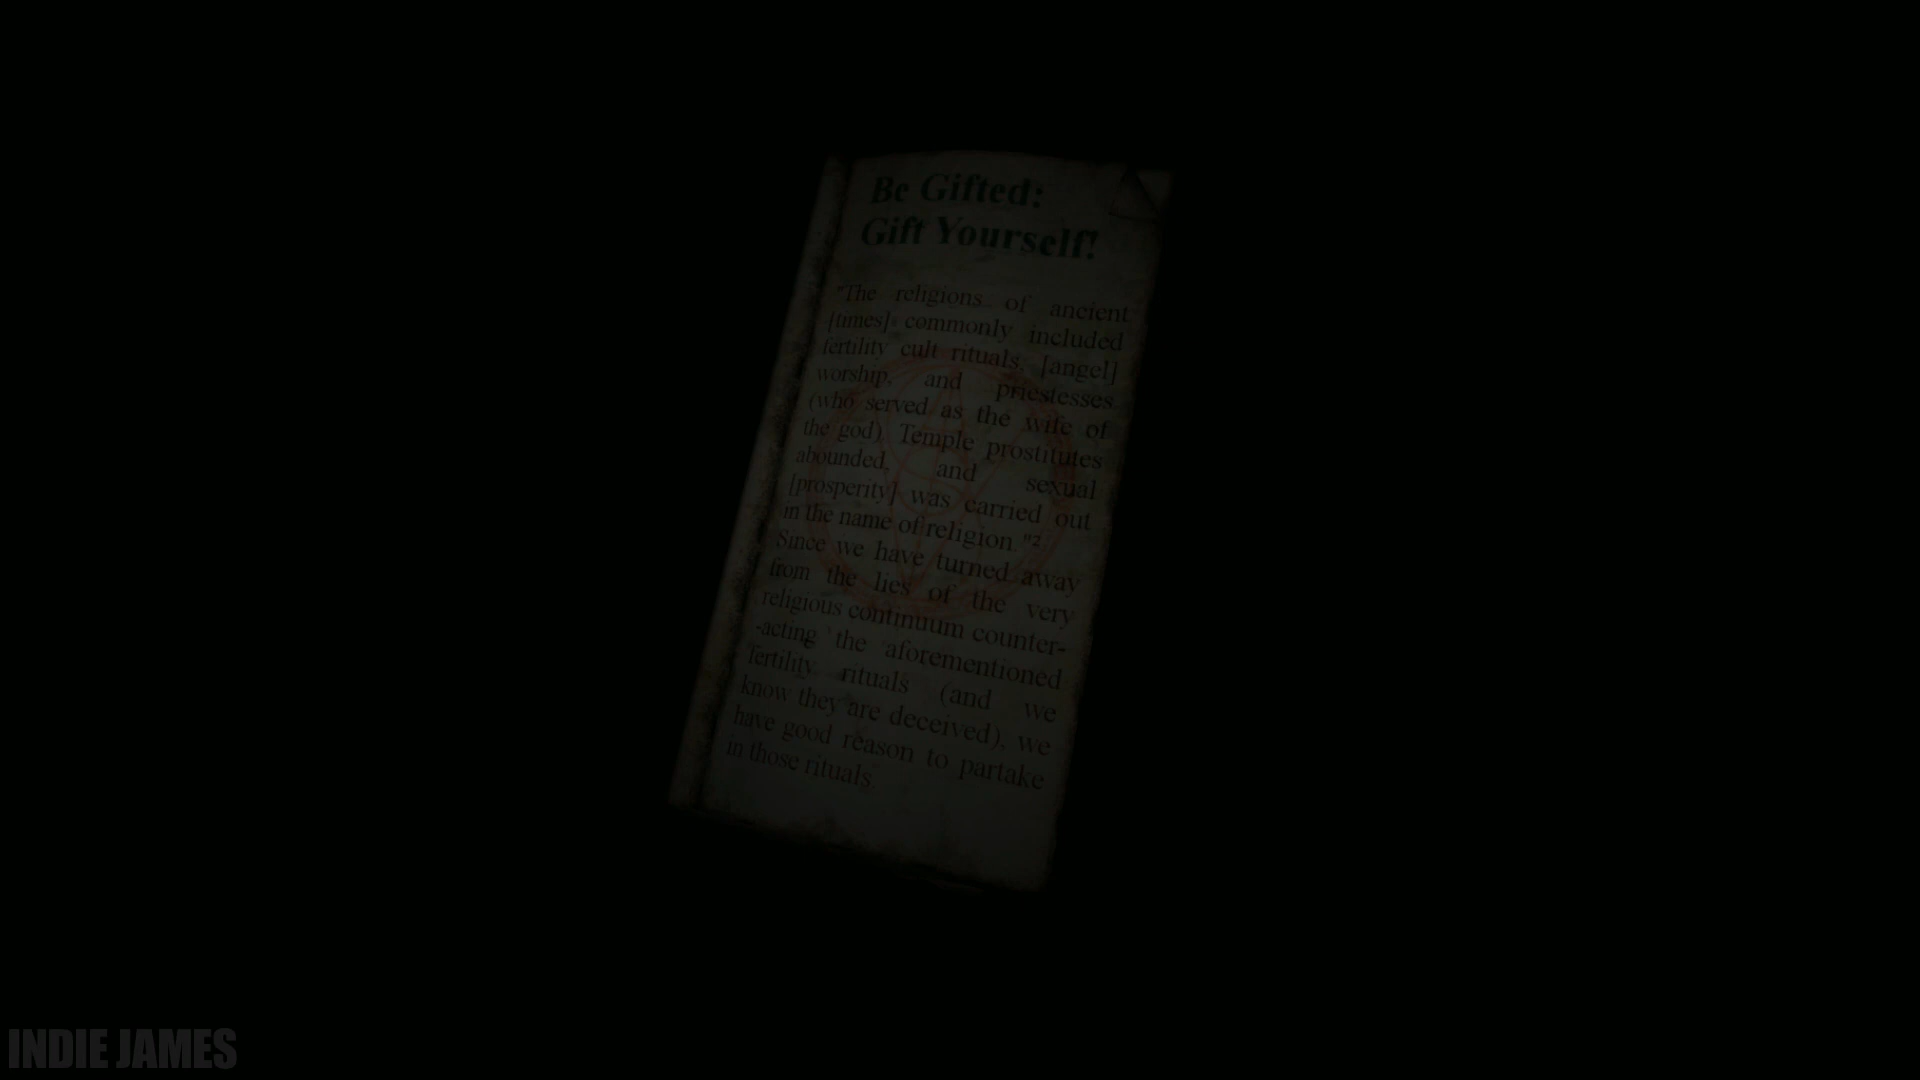 Be Gifted:
Gift Yourself!
"The religions of ancient
[times] commonly included
fertility cult rituals, [angel]
worship, and priestesses
(who served as the wife of
the god). Temple prostitutes
abounded, and sexual
[prosperity] was carried out
in the name of religion."²
Since we have turned away
from the lies of the very
religious continuum counter-
-acting the aforementioned
fertility rituals (and we
know they are deceived), we
have good reason to partake
in those rituals.
INDIE JAMES